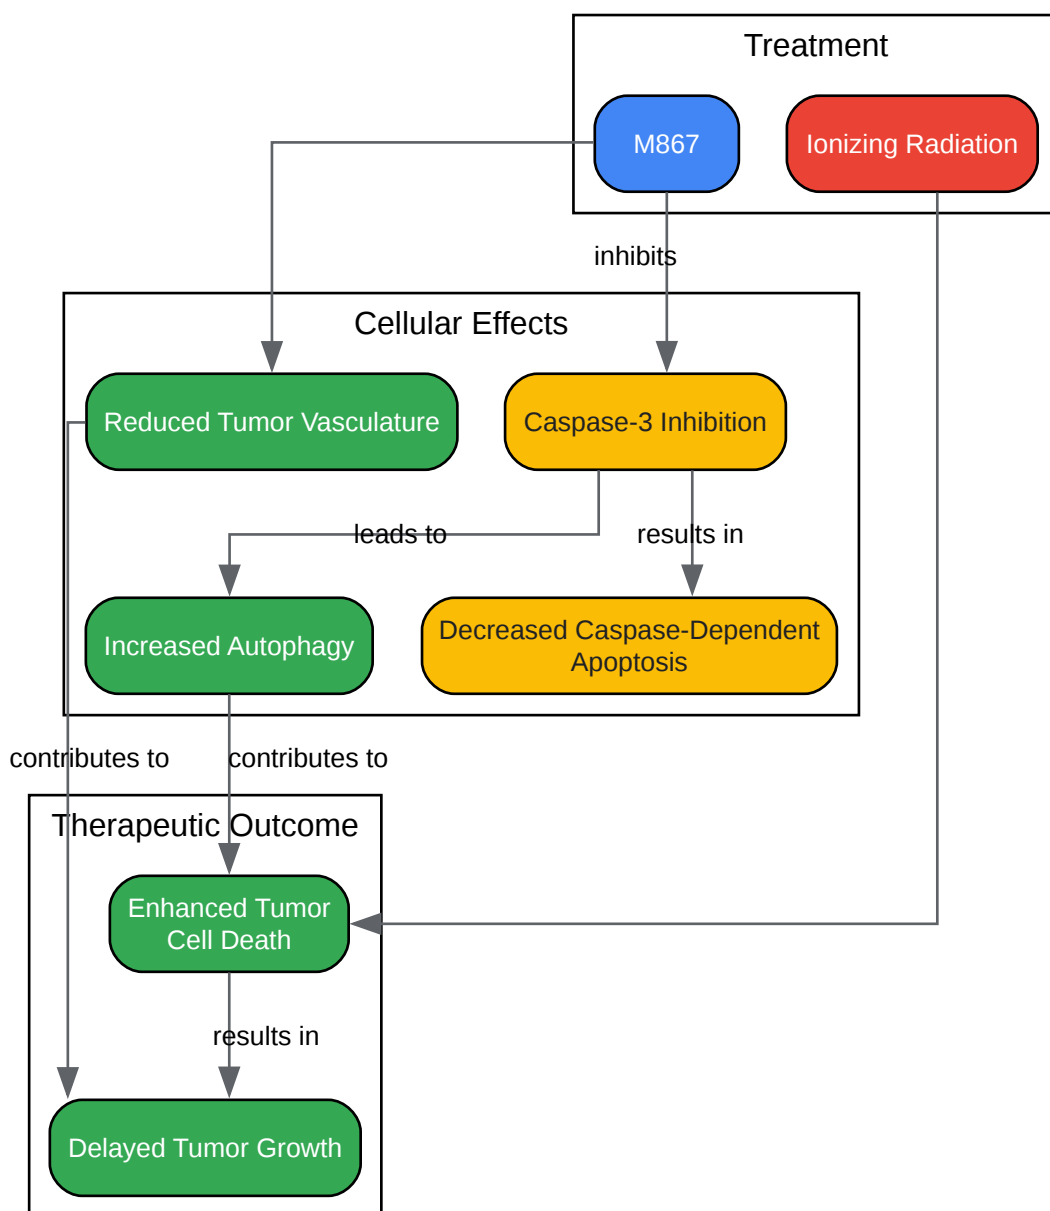 Treatment
M867
Ionizing Radiation
inhibits
Cellular Effects
Reduced Tumor Vasculature
Caspase-3 Inhibition
leads to
results in
Increased Autophagy
Decreased Caspase-Dependent
Apoptosis
contributes to
contributes to
Therapeutic Outcome
Enhanced Tumor
Cell Death
results in
Delayed Tumor Growth